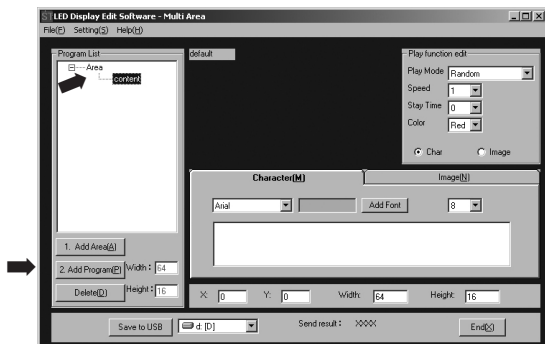 STLED Display Edit Software - Multi Area
File(F) Setting(S) Help(H)
Program List
Area
content
1. Add Area(A)
2. Add Program(P)
Width: 64
Delete(D)
Height: 16
default
Play function edit
Play Mode Random
Speed 1
Stay Time 0
Color Red
Char Image
Character(M) Image(N)
Arial Add Font 8
X: 0 Y: 0 Width: 64 Height: 16
Save to USB d: [D] Send result: XXXX End(X)